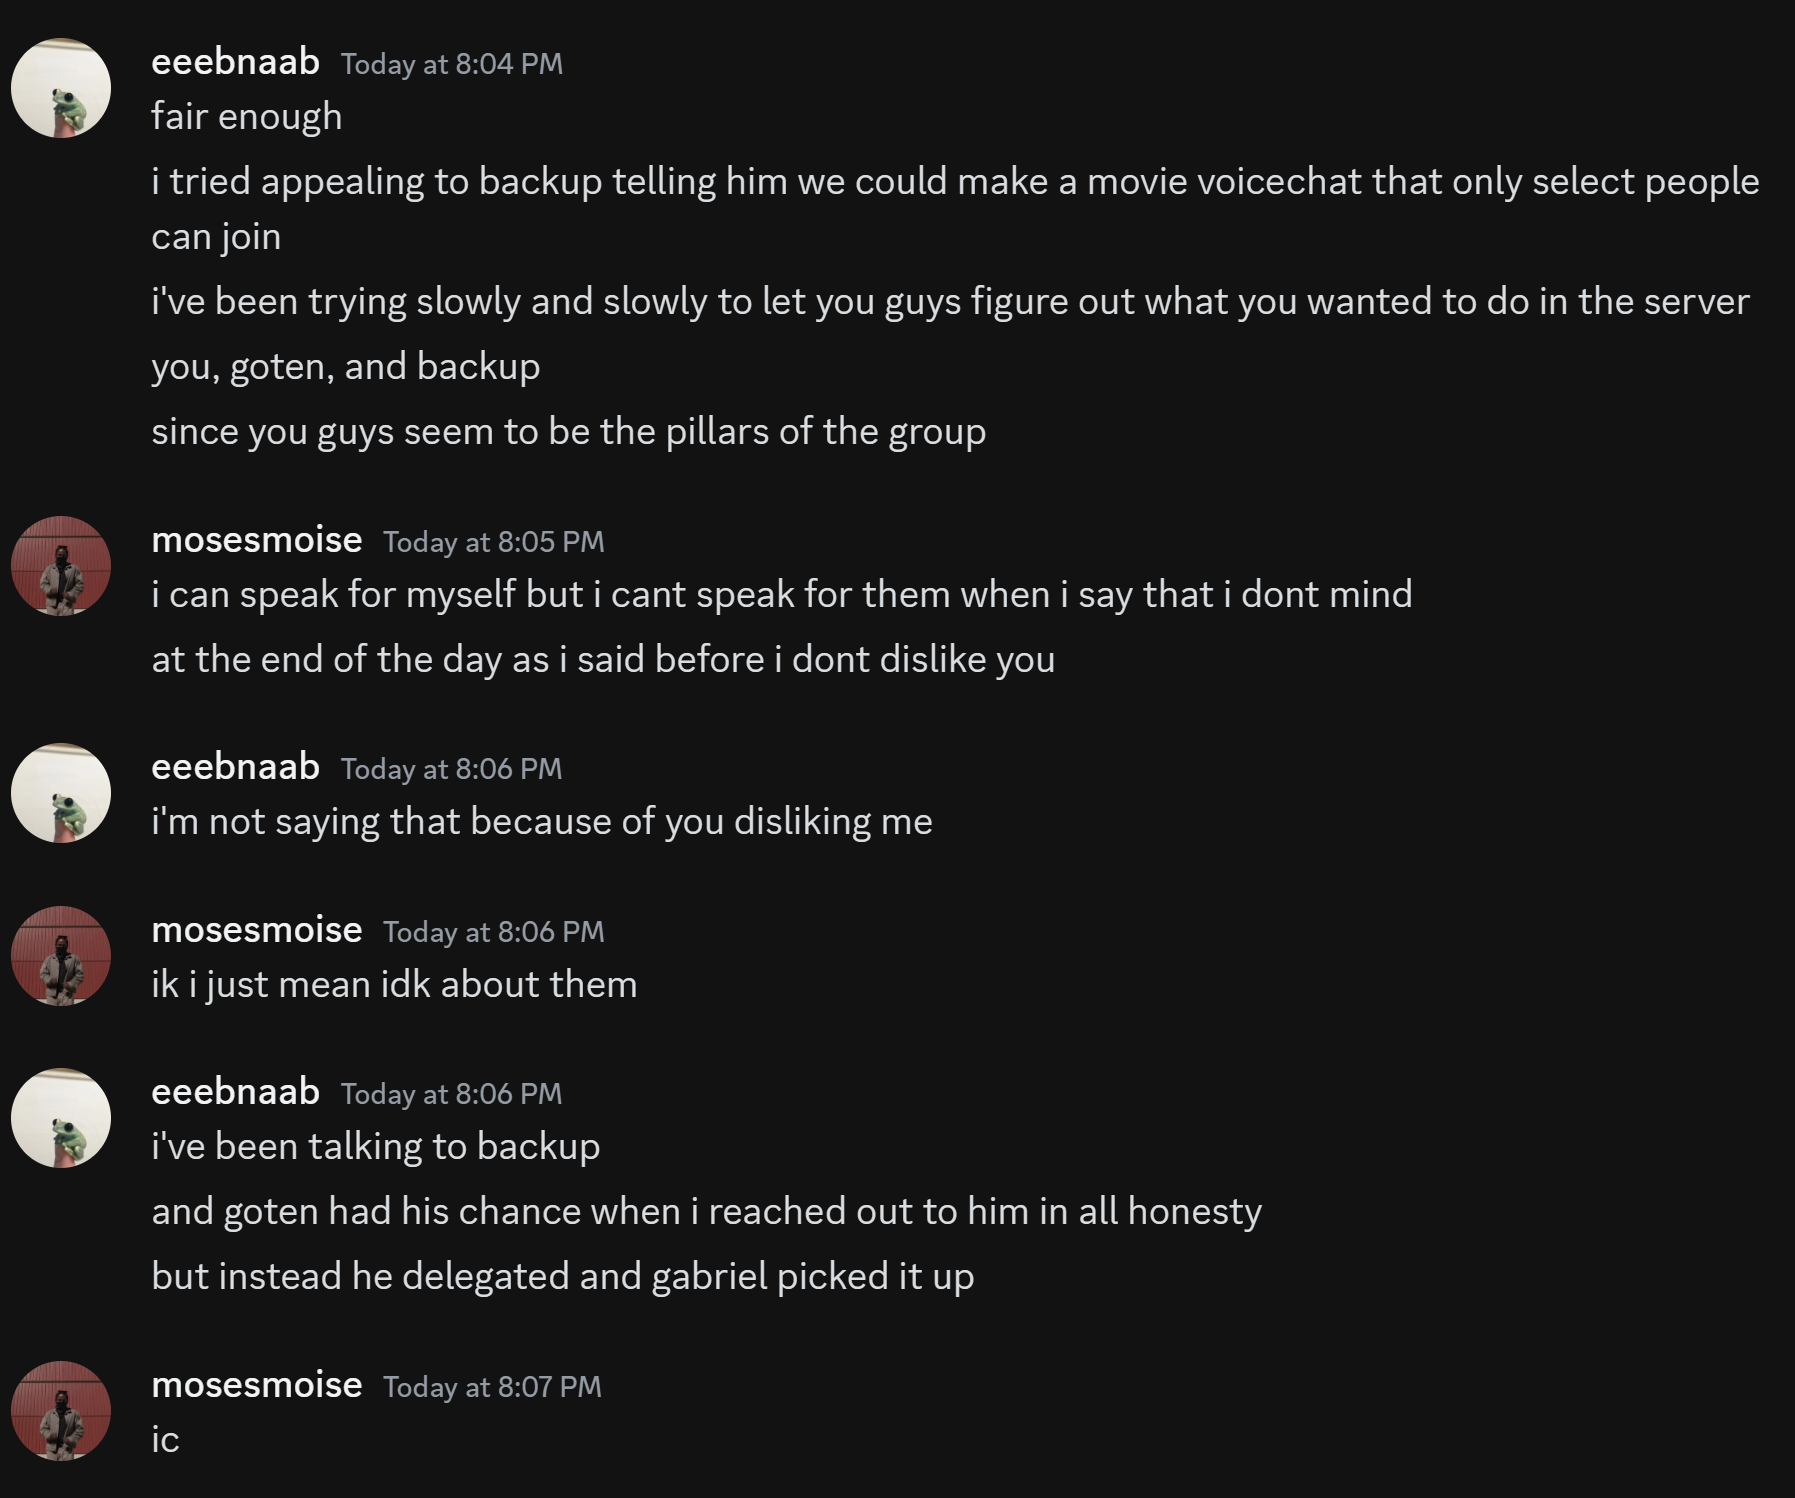 eeebnaab Today at 8:04 PM
fair enough
i tried appealing to backup telling him we could make a movie voicechat that only select people
can join
i've been trying slowly and slowly to let you guys figure out what you wanted to do in the server
you, goten, and backup
since you guys seem to be the pillars of the group
mosesmoise Today at 8:05 PM
i can speak for myself but i cant speak for them when i say that i dont mind
at the end of the day as i said before i dont dislike you
eeebnaab Today at 8:06 PM
i'm not saying that because of you disliking me
mosesmoise Today at 8:06 PM
ik i just mean idk about them
eeebnaab Today at 8:06 PM
i've been talking to backup
and goten had his chance when i reached out to him in all honesty
but instead he delegated and gabriel picked it up
mosesmoise Today at 8:07 PM
ic